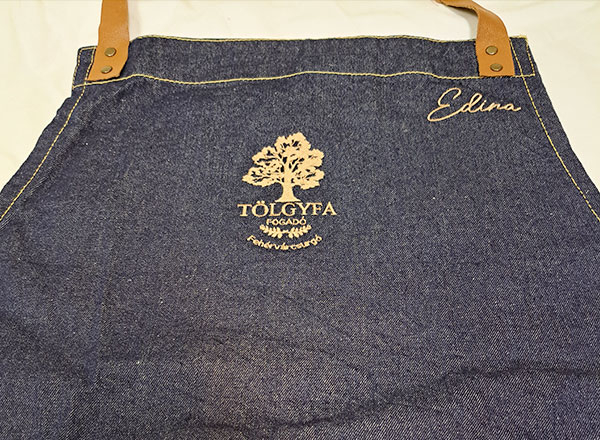 Edina
TÖLGYFA
FOGADÓ
Fehérvárcsurgó